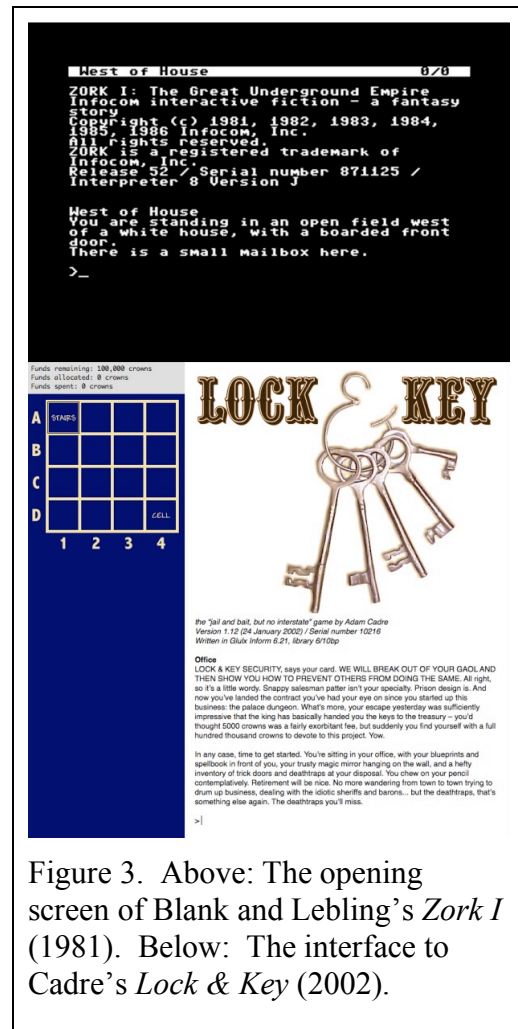 West of House 0/0
ZORK I: The Great Underground Empire
Infocom interactive fiction - a fantasy
story
Copyright (c) 1981, 1982, 1983, 1984,
1985, 1986 Infocom, Inc.
All rights reserved.
ZORK is a registered trademark of
Infocom, Inc.
Release 52 / Serial number 871125 /
Interpreter 8 Version J
West of House
You are standing in an open field west
of a white house, with a boarded front
door.
There is a small mailbox here.
>_
Funds remaining: 100,000 crowns
Funds allocated: 0 crowns
Funds spent: 0 crowns
A STAIRS
B
C
D CELL
1 2 3 4
LOCK & KEY
the "jail and bait, but no interstate" game by Adam Cadre
Version 1.12 (24 January 2002) / Serial number 10216
Written in Glulx Inform 6.21, library 6/10bp
Office
LOCK & KEY SECURITY, says your card. WE WILL BREAK OUT OF YOUR GAOL AND
THEN SHOW YOU HOW TO PREVENT OTHERS FROM DOING THE SAME. All right,
so it's a little wordy. Snappy salesman patter isn't your specialty. Prison design is. And
now you've landed the contract you've had your eye on since you started up this
business: the palace dungeon. What's more, your escape yesterday was sufficiently
impressive that the king has basically handed you the keys to the treasury – you'd
thought 5000 crowns was a fairly exorbitant fee, but suddenly you find yourself with a full
hundred thousand crowns to devote to this project. Yow.
In any case, time to get started. You're sitting in your office, with your blueprints and
spellbook in front of you, your trusty magic mirror hanging on the wall, and a hefty
inventory of trick doors and deathtraps at your disposal. You chew on your pencil
contemplatively. Retirement will be nice. No more wandering from town to town trying to
drum up business, dealing with the idiotic sheriffs and barons... but the deathtraps, that's
something else again. The deathtraps you'll miss.
>|
Figure 3. Above: The opening
screen of Blank and Lebling's Zork I
(1981). Below: The interface to
Cadre's Lock & Key (2002).